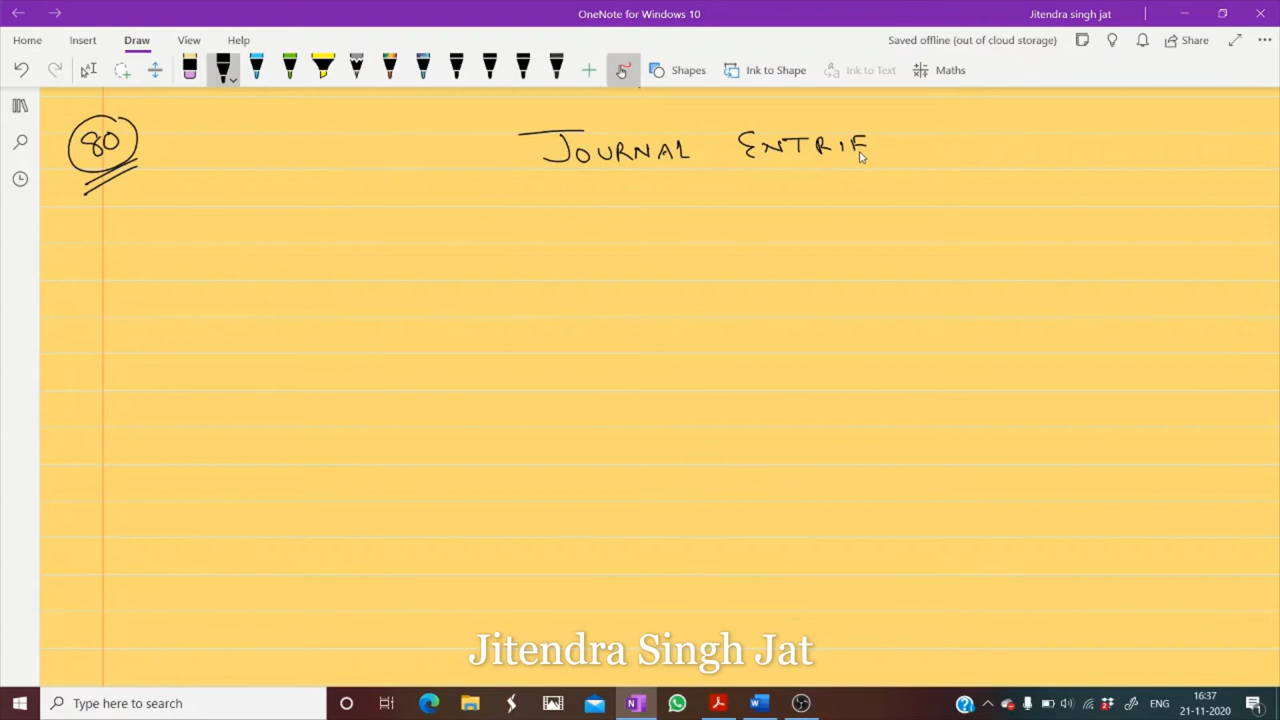 OneNote for Windows 10
Jitendra singh jat
Home Insert Draw View Help
Saved offline (out of cloud storage) Share
Shapes Ink to Shape Ink to Text Maths
80
JOURNAL ENTRIE
Jitendra Singh Jat
Type here to search
ENG
16:37
21-11-2020